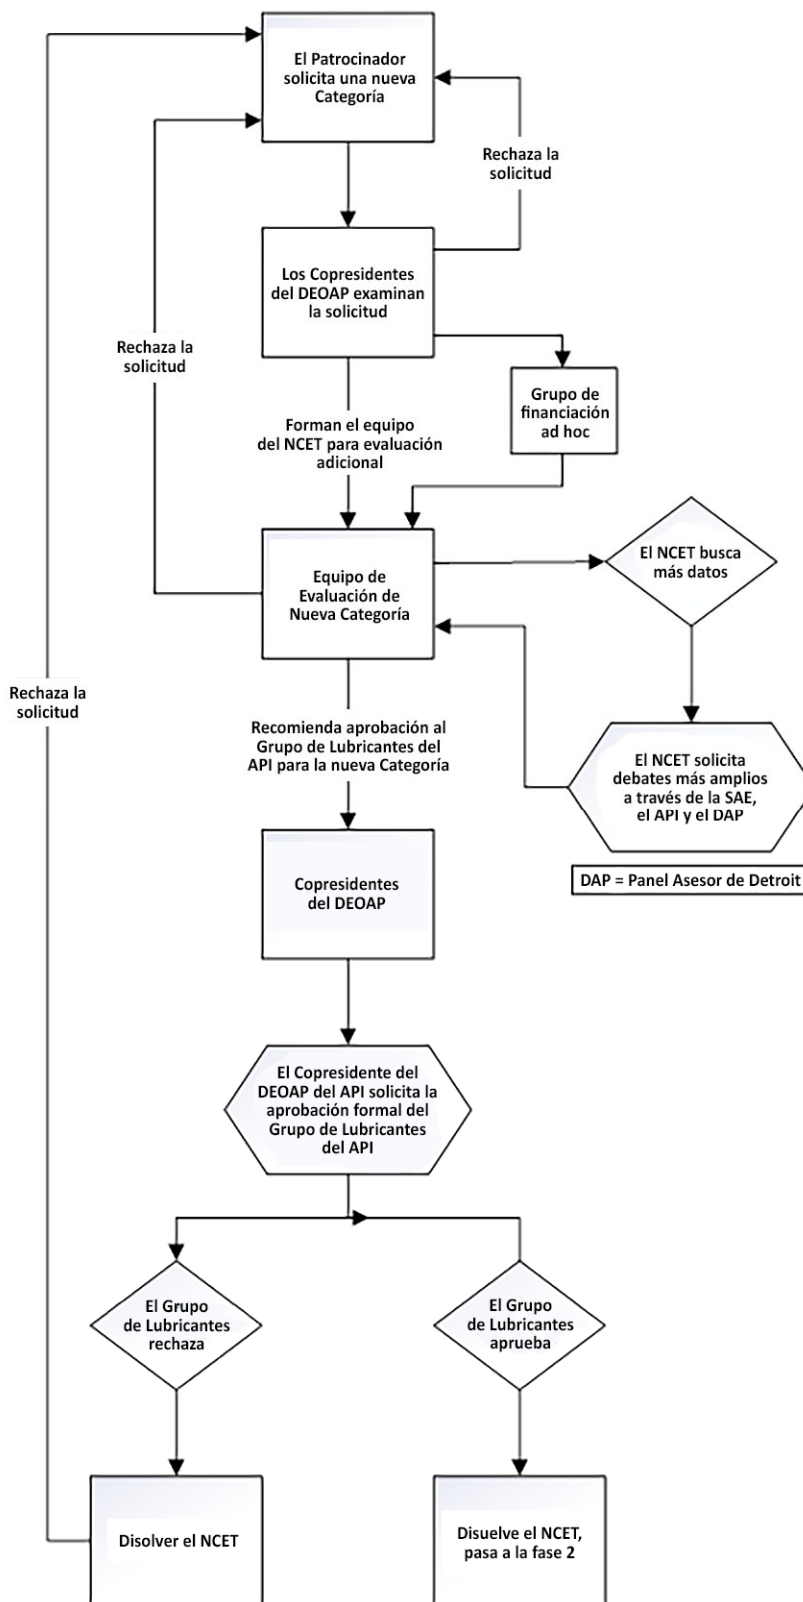 El Patrocinador
solicita una nueva
Categoría
Rechaza la
solicitud
Los Copresidentes
del DEOAP examinan
la solicitud
Rechaza la
solicitud
Grupo de
financiación
ad hoc
Forman el equipo
del NCET para evaluación
adicional
El NCET busca
más datos
Equipo de
Evaluación de
Nueva Categoría
Rechaza la
solicitud
Recomienda aprobación al
Grupo de Lubricantes del
API para la nueva Categoría
El NCET solicita
debates más amplios
a través de la SAE,
el API y el DAP
Copresidentes
del DEOAP
DAP = Panel Asesor de Detroit
El Copresidente del
DEOAP del API solicita la
aprobación formal del
Grupo de Lubricantes
del API
El Grupo
de Lubricantes
rechaza
El Grupo
de Lubricantes
aprueba
Disolver el NCET
Disuelve el NCET,
pasa a la fase 2